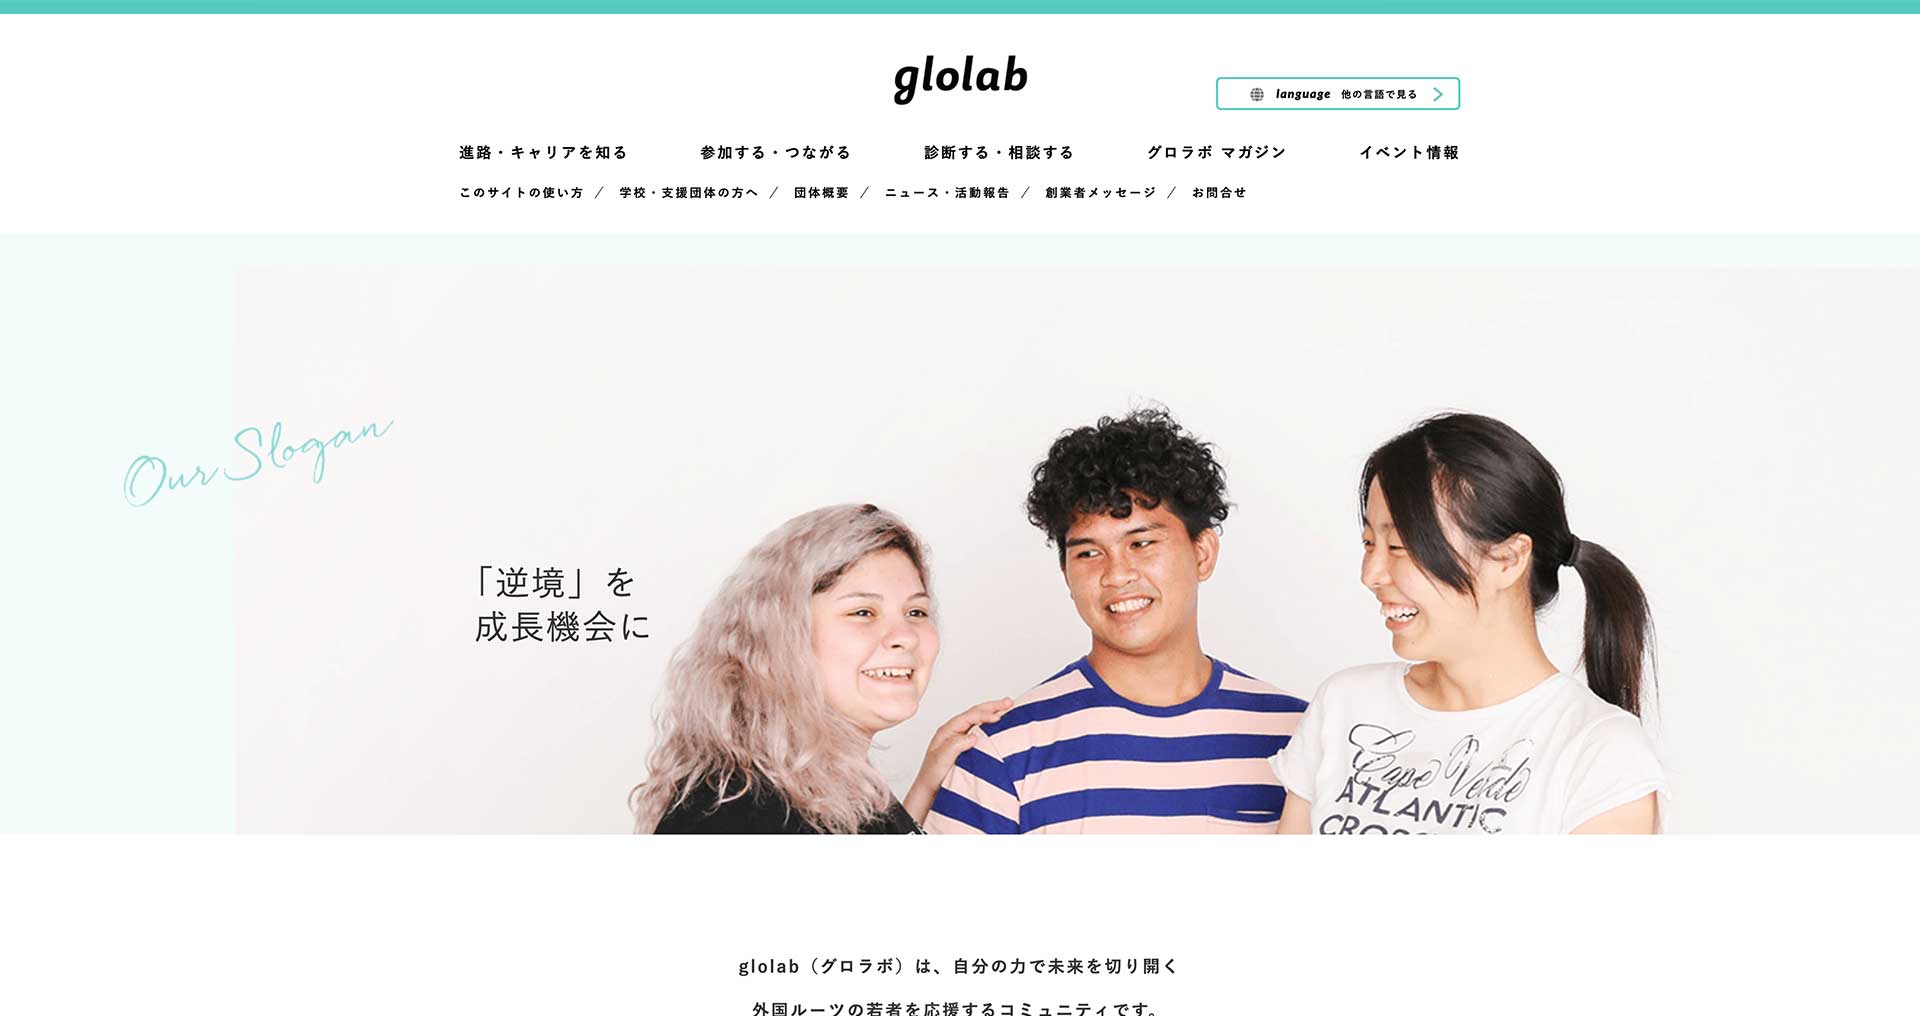 glolab
language 他の言語で見る
進路・キャリアを知る 参加する・つながる 診断する・相談する グロラボ マガジン イベント情報
このサイトの使い方 / 学校・支援団体の方へ / 団体概要 / ニュース・活動報告 / 創業者メッセージ / お問合せ
Our Slogan
「逆境」を
成長機会に
Cape Verde
ATLANTIC
glolab（グロラボ）は、自分の力で未来を切り開く
外国ルーツの若者を応援するコミュニティです。